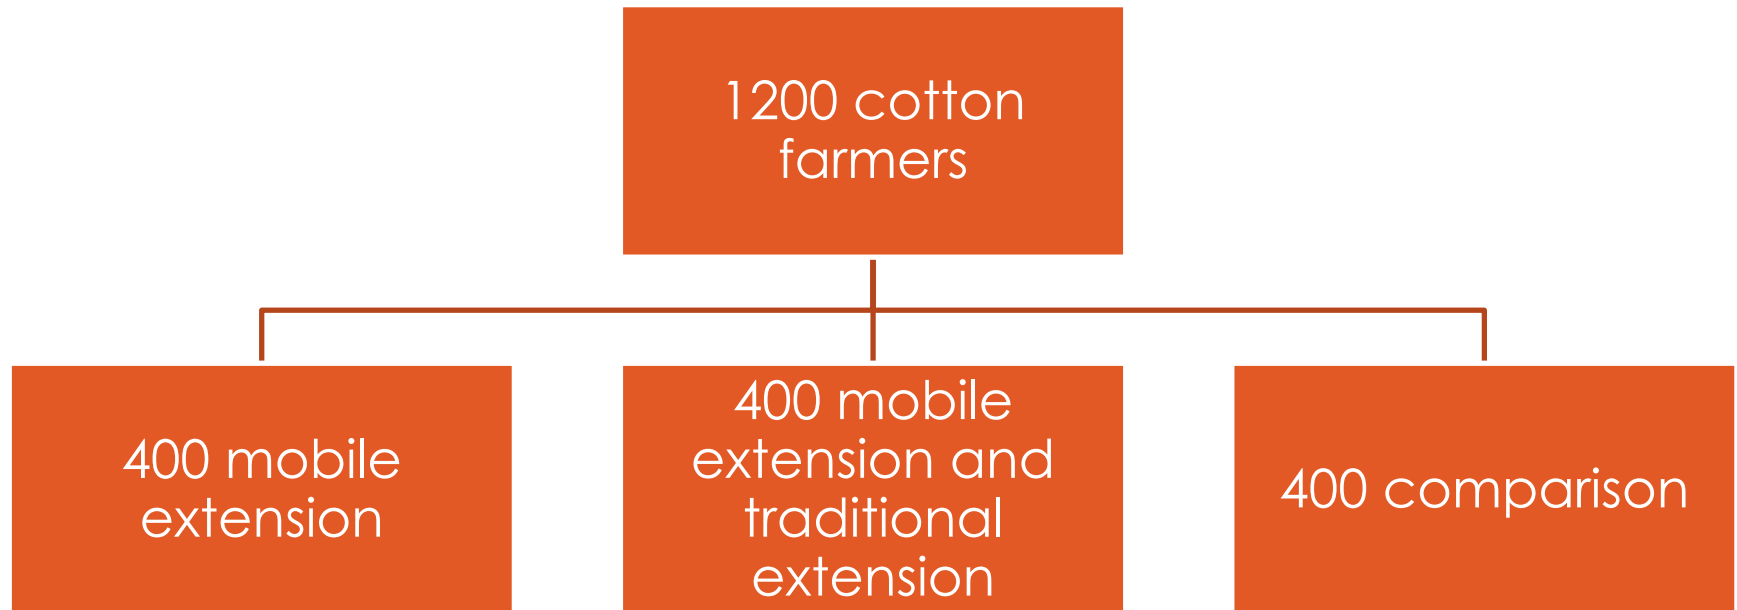 1200 cotton
farmers
400 mobile
extension
400 mobile
extension and
traditional
extension
400 comparison